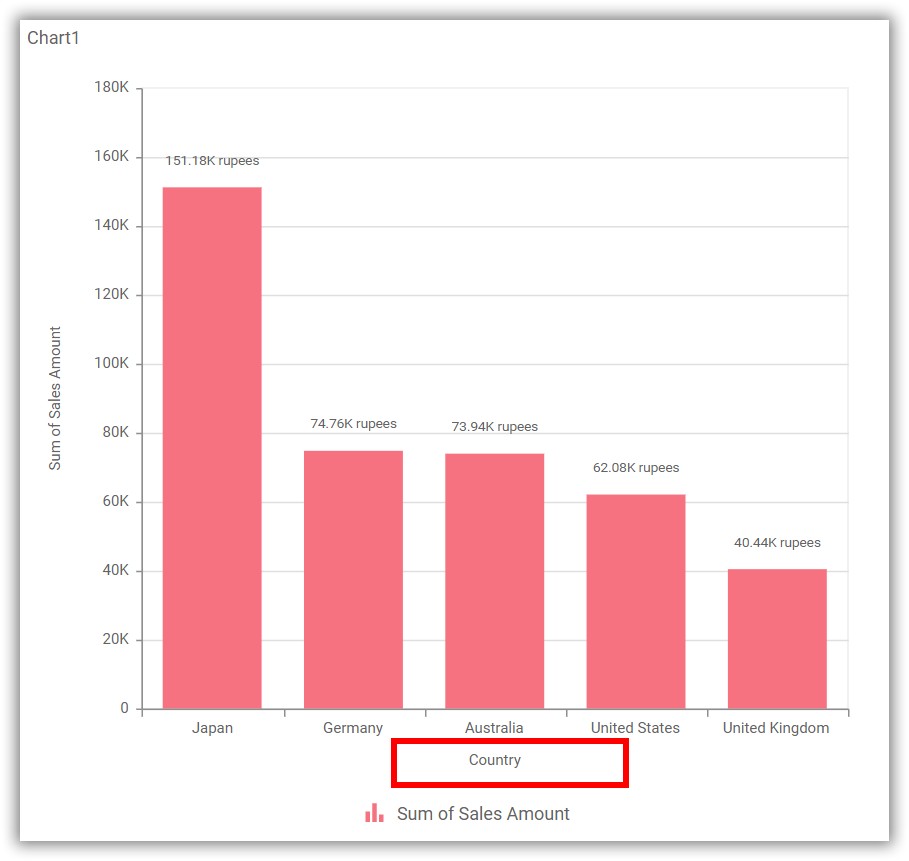 Chart1
180K
160K
151.18K rupees
140K
120K
100K
Sum of Sales Amount
80K
74.76K rupees
73.94K rupees
62.08K rupees
60K
40.44K rupees
40K
20K
0
Japan Germany Australia United States United Kingdom
Country
Sum of Sales Amount